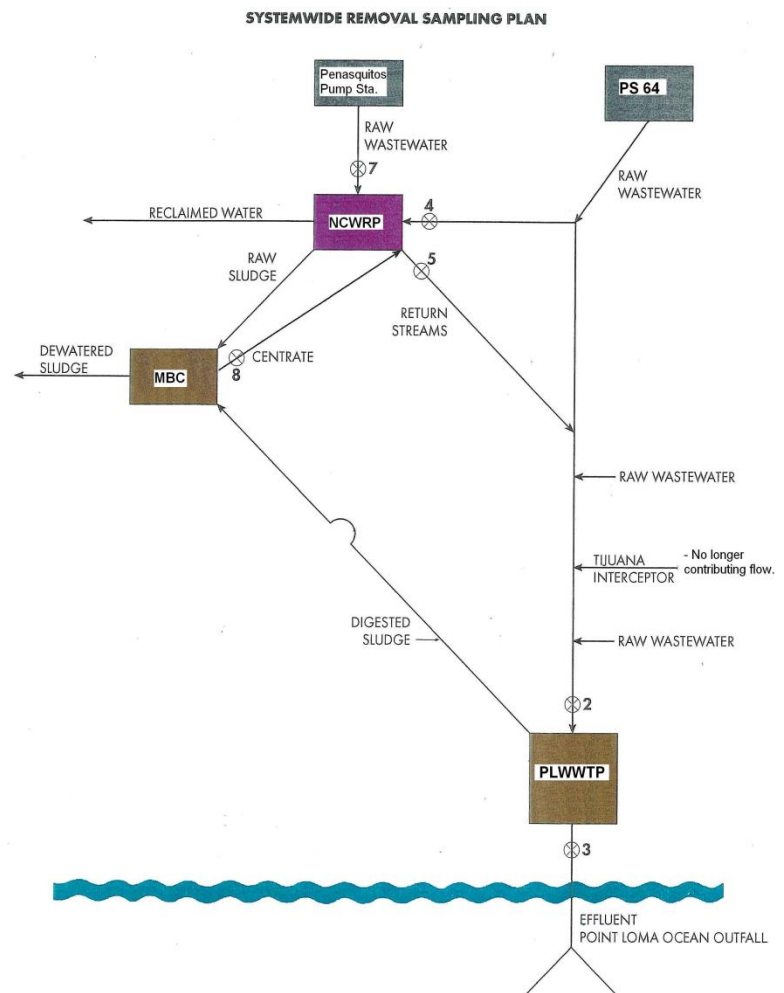 SYSTEMWIDE REMOVAL SAMPLING PLAN
Penasquitos
Pump Sta.
PS 64
RAW
WASTEWATER
RAW
WASTEWATER
7
RECLAIMED WATER
NCWRP
4
5
RAW
SLUDGE
RETURN
STREAMS
DEWATERED
SLUDGE
MBC
8
CENTRATE
RAW WASTEWATER
TIJUANA
INTERCEPTOR
- No longer
contributing flow.
DIGESTED
SLUDGE
RAW WASTEWATER
2
PLWWTP
3
EFFLUENT
POINT LOMA OCEAN OUTFALL